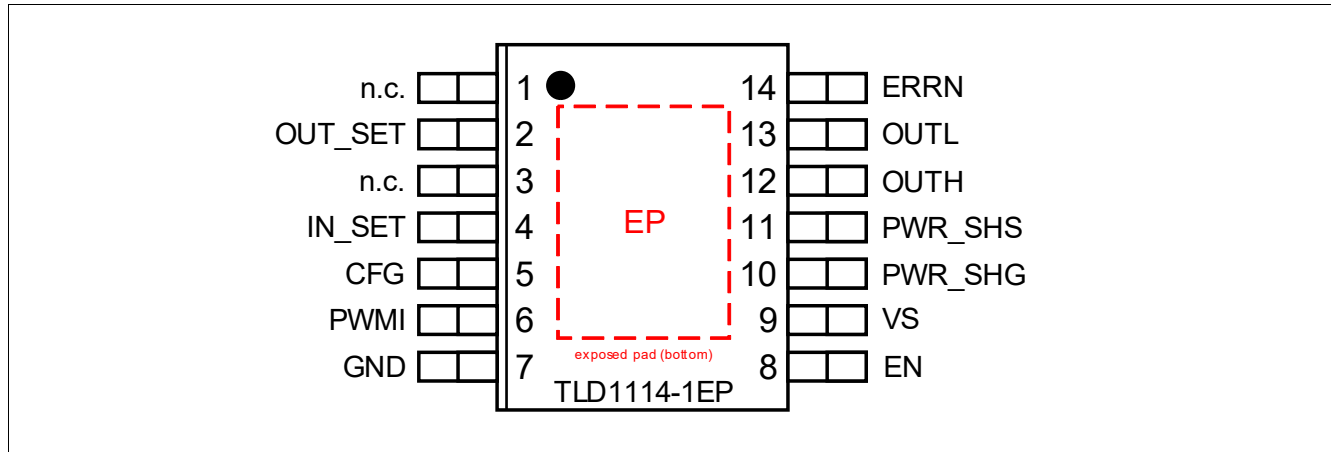 n.c. 1 14 ERRN
OUT_SET 2 13 OUTL
n.c. 3 12 OUTH
IN_SET 4 EP 11 PWR_SHS
CFG 5 10 PWR_SHG
PWMI 6 9 VS
exposed pad (bottom)
GND 7 8 EN
TLD1114-1EP